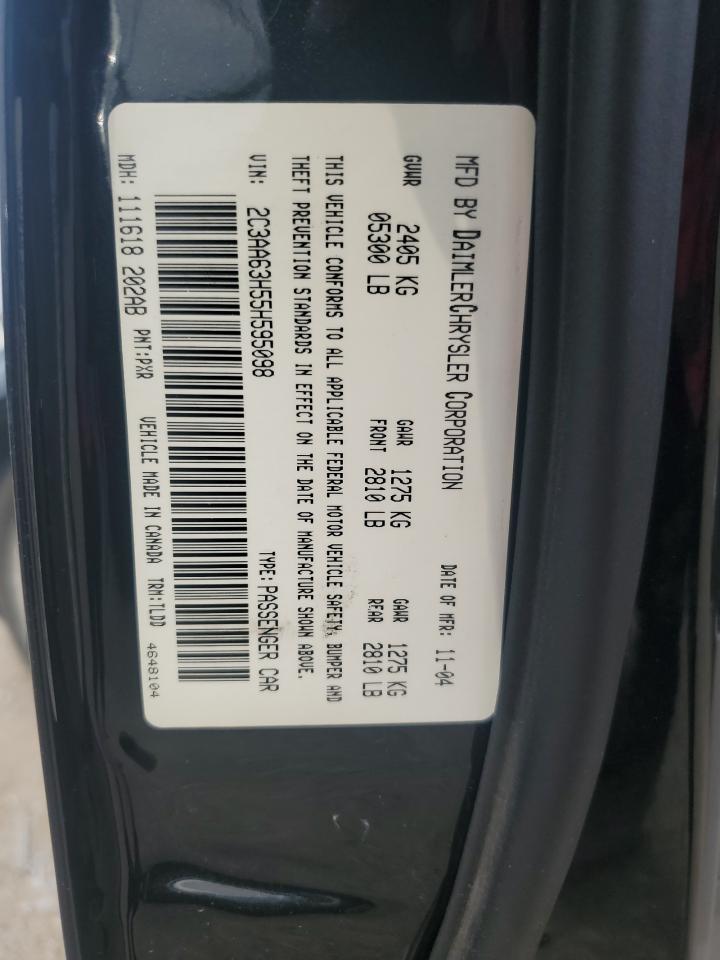 MFD BY DAIMLERCHRYSLER CORPORATION DATE OF MFR: 11-04
GVWR 2405 KG GAWR 1275 KG GAWR 1275 KG
05300 LB FRONT 2810 LB REAR 2810 LB
THIS VEHICLE CONFORMS TO ALL APPLICABLE FEDERAL MOTOR VEHICLE SAFETY, BUMPER AND
THEFT PREVENTION STANDARDS IN EFFECT ON THE DATE OF MANUFACTURE SHOWN ABOVE.
VIN: 2C3AA63H55H595098 TYPE: PASSENGER CAR
MDH: 111618 202AB PNT:PXR VEHICLE MADE IN CANADA TRM:TLDD 4648104